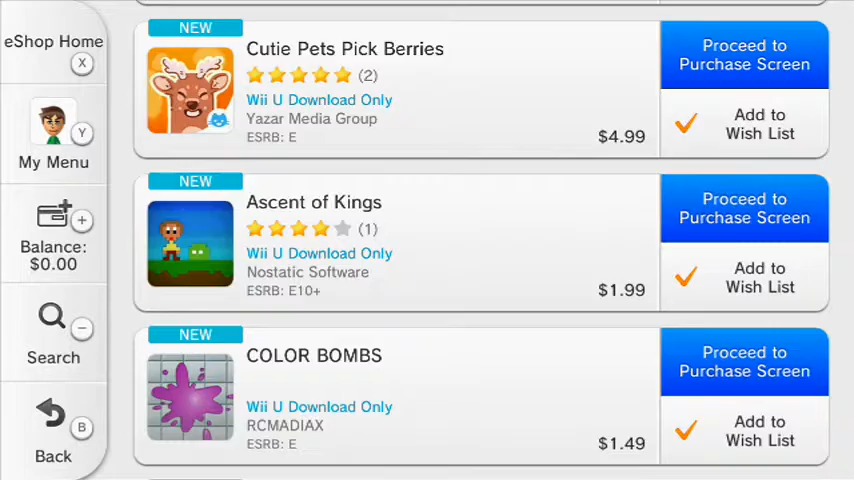 eShop Home
X
Y
My Menu
+
Balance:
$0.00
−
Search
B
Back
NEW
Cutie Pets Pick Berries
(2)
Wii U Download Only
Yazar Media Group
ESRB: E
$4.99
Proceed to
Purchase Screen
Add to
Wish List
NEW
Ascent of Kings
(1)
Wii U Download Only
Nostatic Software
ESRB: E10+
$1.99
Proceed to
Purchase Screen
Add to
Wish List
NEW
COLOR BOMBS
Wii U Download Only
RCMADIAX
ESRB: E
$1.49
Proceed to
Purchase Screen
Add to
Wish List